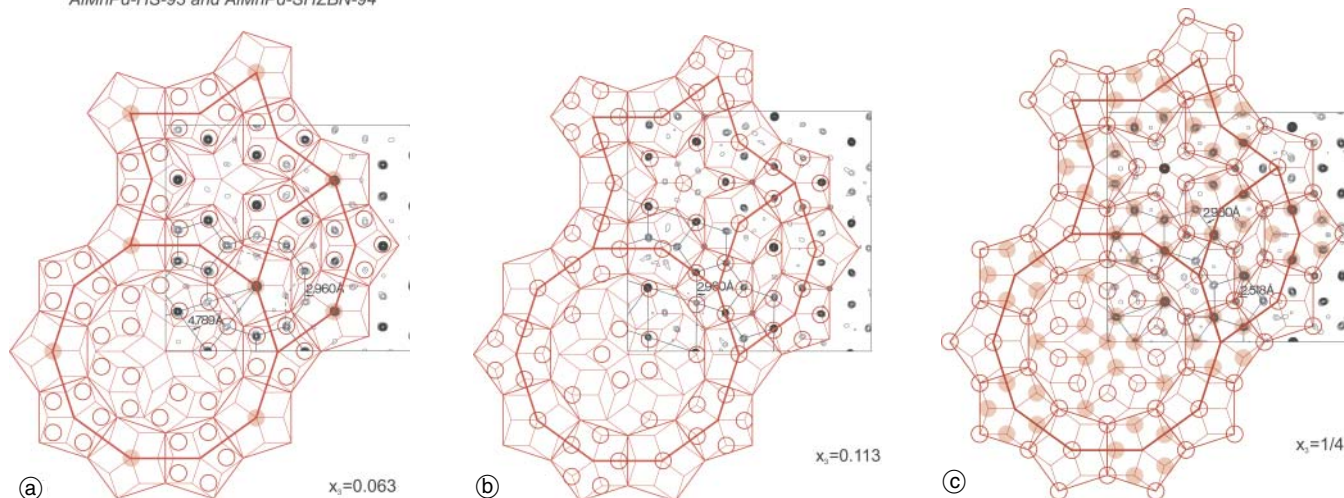 AlMnPd-HS-93 and AlMnPd-SHZBN-94
2.960Å
4.789Å
x₃=0.063
ⓐ
2.960Å
x₃=0.113
ⓑ
2.960Å
2.518Å
x₃=1/4
ⓒ